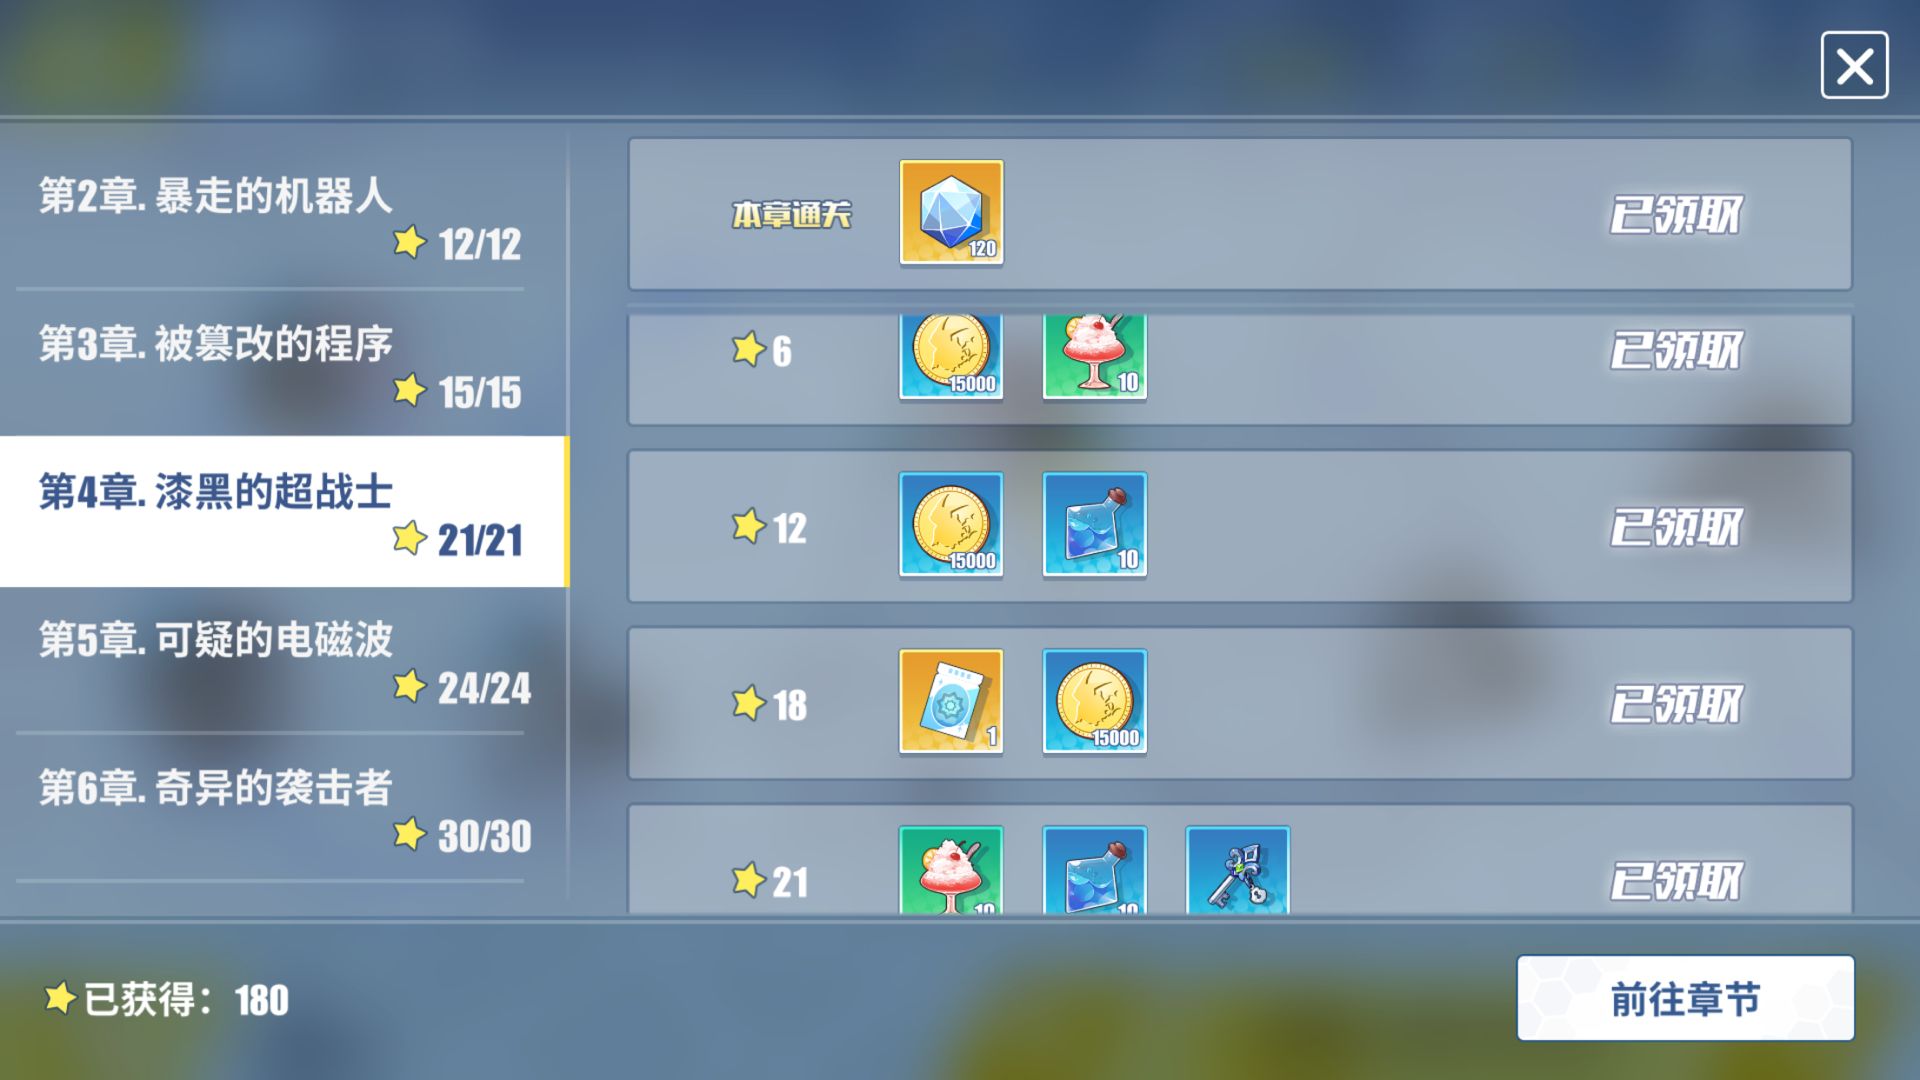 第2章. 暴走的机器人
12/12
第3章. 被篡改的程序
15/15
第4章. 漆黑的超战士
21/21
第5章. 可疑的电磁波
24/24
第6章. 奇异的袭击者
30/30
本章通关
120
已领取
6
15000
10
已领取
12
15000
10
已领取
18
1
15000
已领取
21
10
10
已领取
已获得：180
前往章节